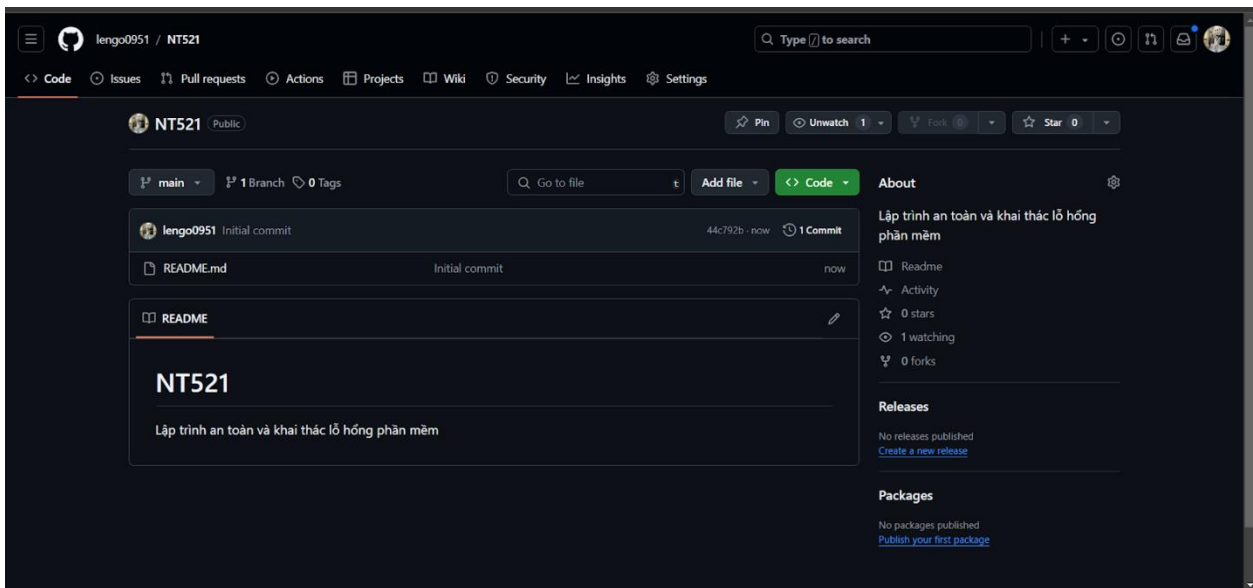 lengo0951 / NT521
Type / to search
Code Issues Pull requests Actions Projects Wiki Security Insights Settings
NT521 Public
Pin Unwatch 1 Fork 0 Star 0
main 1 Branch 0 Tags
Go to file t
Add file
Code
lengo0951 Initial commit 44c792b · now 1 Commit
README.md Initial commit now
README
NT521
Lập trình an toàn và khai thác lỗ hổng phần mềm
About
Lập trình an toàn và khai thác lỗ hổng
phần mềm
Readme
Activity
0 stars
1 watching
0 forks
Releases
No releases published
Create a new release
Packages
No packages published
Publish your first package